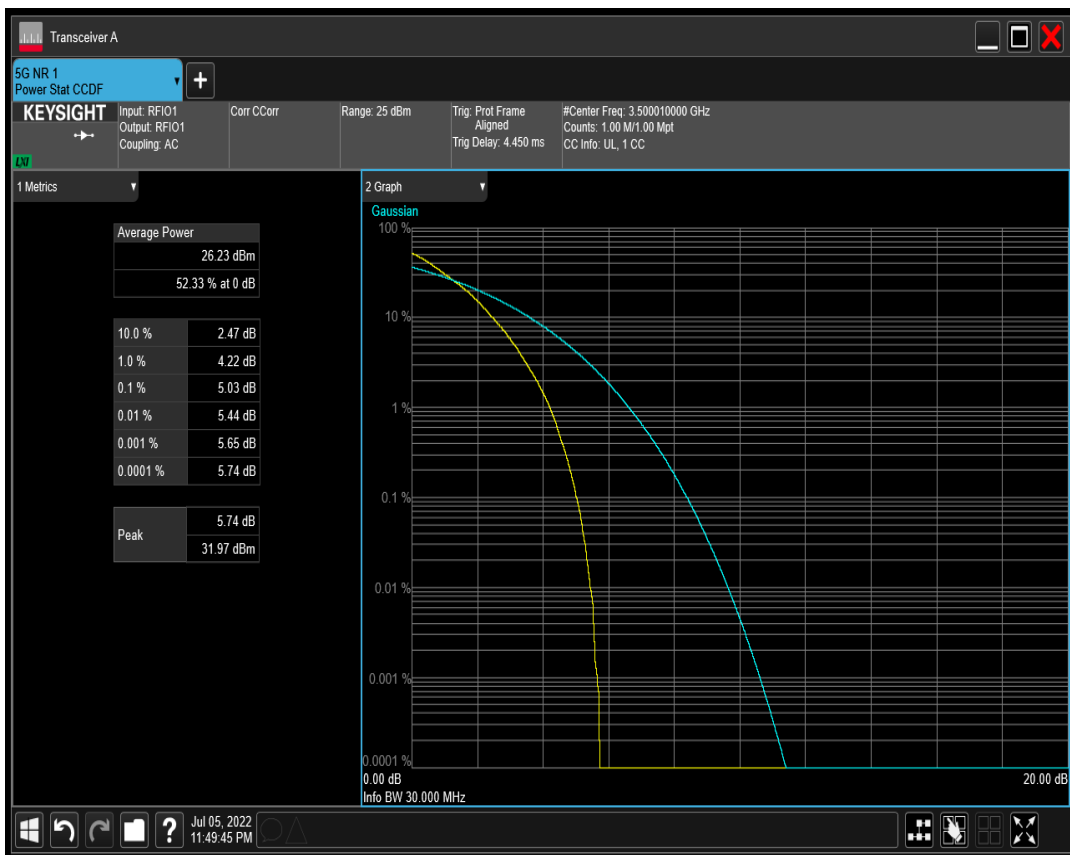 Transceiver A
5G NR 1
Power Stat CCDF
+
KEYSIGHT
LXI
Input: RFIO1
Output: RFIO1
Coupling: AC
Corr CCorr
Range: 25 dBm
Trig: Prot Frame
Aligned
Trig Delay: 4.450 ms
#Center Freq: 3.500010000 GHz
Counts: 1.00 M/1.00 Mpt
CC Info: UL, 1 CC
1 Metrics
Average Power
26.23 dBm
52.33 % at 0 dB
10.0 % 2.47 dB
1.0 % 4.22 dB
0.1 % 5.03 dB
0.01 % 5.44 dB
0.001 % 5.65 dB
0.0001 % 5.74 dB
Peak
5.74 dB
31.97 dBm
2 Graph
Gaussian
100 %
10 %
1 %
0.1 %
0.01 %
0.001 %
0.0001 %
0.00 dB 20.00 dB
Info BW 30.000 MHz
?
Jul 05, 2022
11:49:45 PM